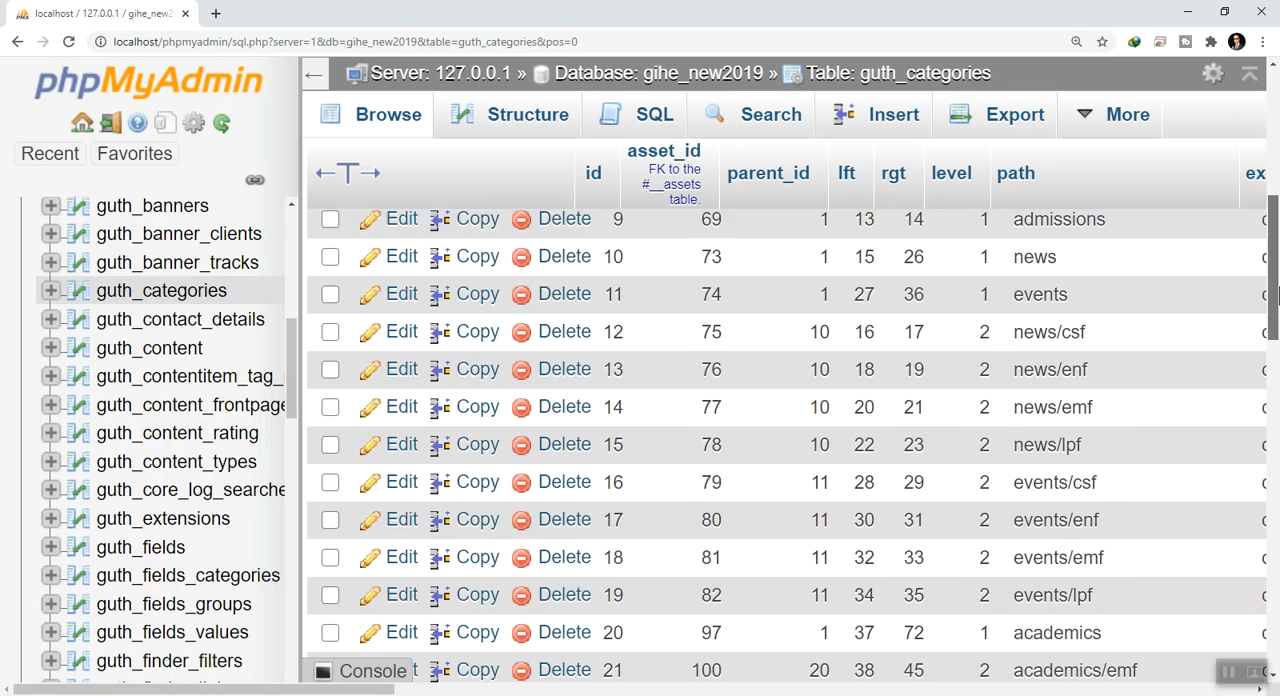 localhost / 127.0.0.1 / gihe_new2
localhost/phpmyadmin/sql.php?server=1&db=gihe_new2019&table=guth_categories&pos=0
phpMyAdmin
Recent Favorites
guth_banners
guth_banner_clients
guth_banner_tracks
guth_categories
guth_contact_details
guth_content
guth_contentitem_tag_
guth_content_frontpage
guth_content_rating
guth_content_types
guth_core_log_searche
guth_extensions
guth_fields
guth_fields_categories
guth_fields_groups
guth_fields_values
guth_finder_filters
Server: 127.0.0.1 » Database: gihe_new2019 » Table: guth_categories
Browse Structure SQL Search Insert Export More
id asset_id parent_id lft rgt level path ex
FK to the
#__assets
table.
Edit Copy Delete 9 69 1 13 14 1 admissions
Edit Copy Delete 10 73 1 15 26 1 news
Edit Copy Delete 11 74 1 27 36 1 events
Edit Copy Delete 12 75 10 16 17 2 news/csf
Edit Copy Delete 13 76 10 18 19 2 news/enf
Edit Copy Delete 14 77 10 20 21 2 news/emf
Edit Copy Delete 15 78 10 22 23 2 news/lpf
Edit Copy Delete 16 79 11 28 29 2 events/csf
Edit Copy Delete 17 80 11 30 31 2 events/enf
Edit Copy Delete 18 81 11 32 33 2 events/emf
Edit Copy Delete 19 82 11 34 35 2 events/lpf
Edit Copy Delete 20 97 1 37 72 1 academics
Edit Copy Delete 21 100 20 38 45 2 academics/emf
Console